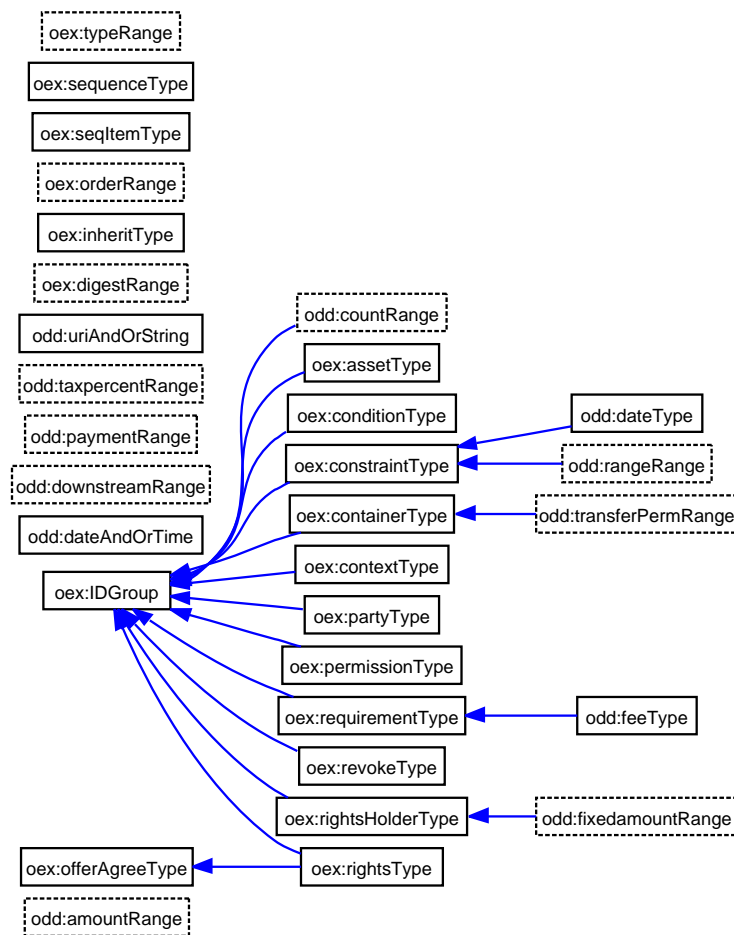 oex:typeRange
oex:sequenceType
oex:seqItemType
oex:orderRange
oex:inheritType
oex:digestRange
odd:uriAndOrString
odd:taxpercentRange
odd:paymentRange
odd:downstreamRange
odd:dateAndOrTime
oex:IDGroup
oex:offerAgreeType
odd:amountRange
odd:countRange
oex:assetType
oex:conditionType
oex:constraintType
oex:containerType
oex:contextType
oex:partyType
oex:permissionType
oex:requirementType
oex:revokeType
oex:rightsHolderType
oex:rightsType
odd:dateType
odd:rangeRange
odd:transferPermRange
odd:feeType
odd:fixedamountRange